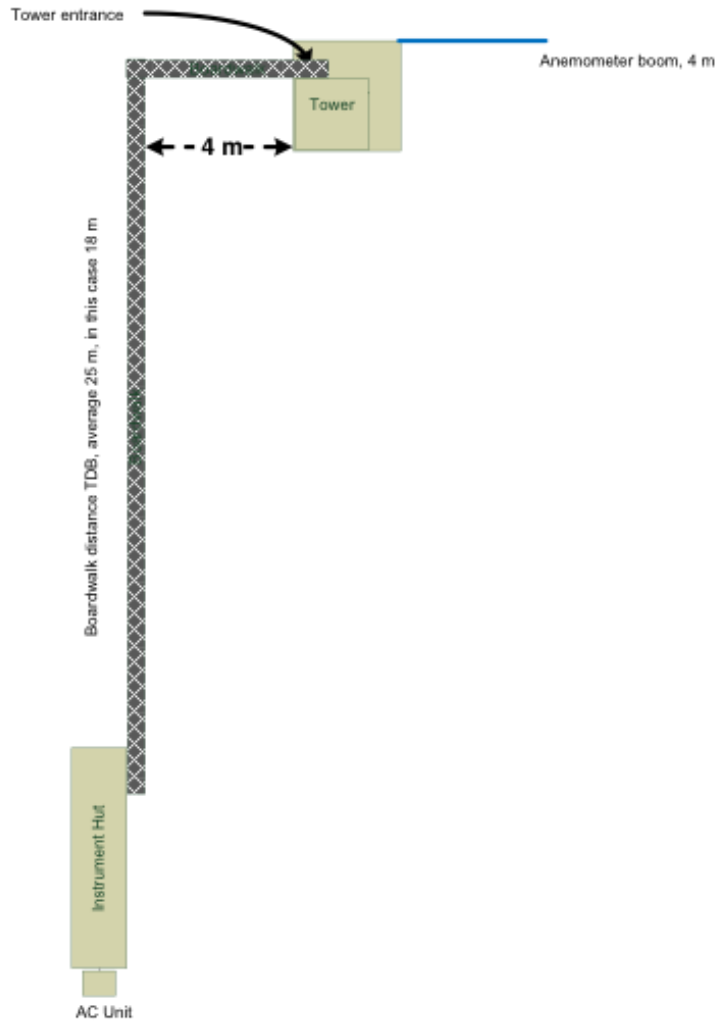 Tower entrance
Anemometer boom, 4 m
Tower
4 m
Boardwalk distance TDB, average 25 m, in this case 18 m
Instrument Hut
AC Unit